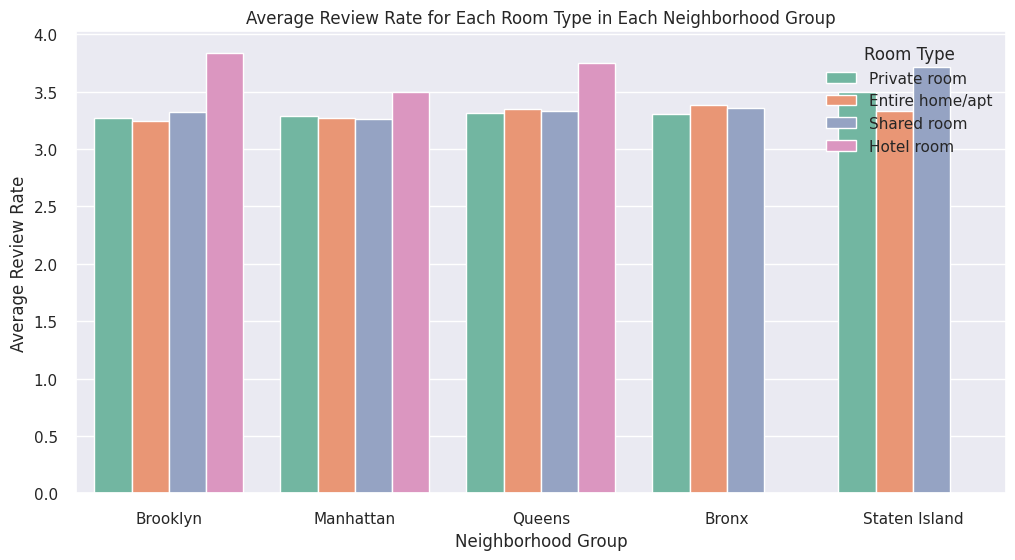 Average Review Rate for Each Room Type in Each Neighborhood Group
4.0
3.5
3.0
2.5
2.0
1.5
1.0
0.5
0.0
Average Review Rate
Room Type
Private room
Entire home/apt
Shared room
Hotel room
Brooklyn
Manhattan
Queens
Bronx
Staten Island
Neighborhood Group